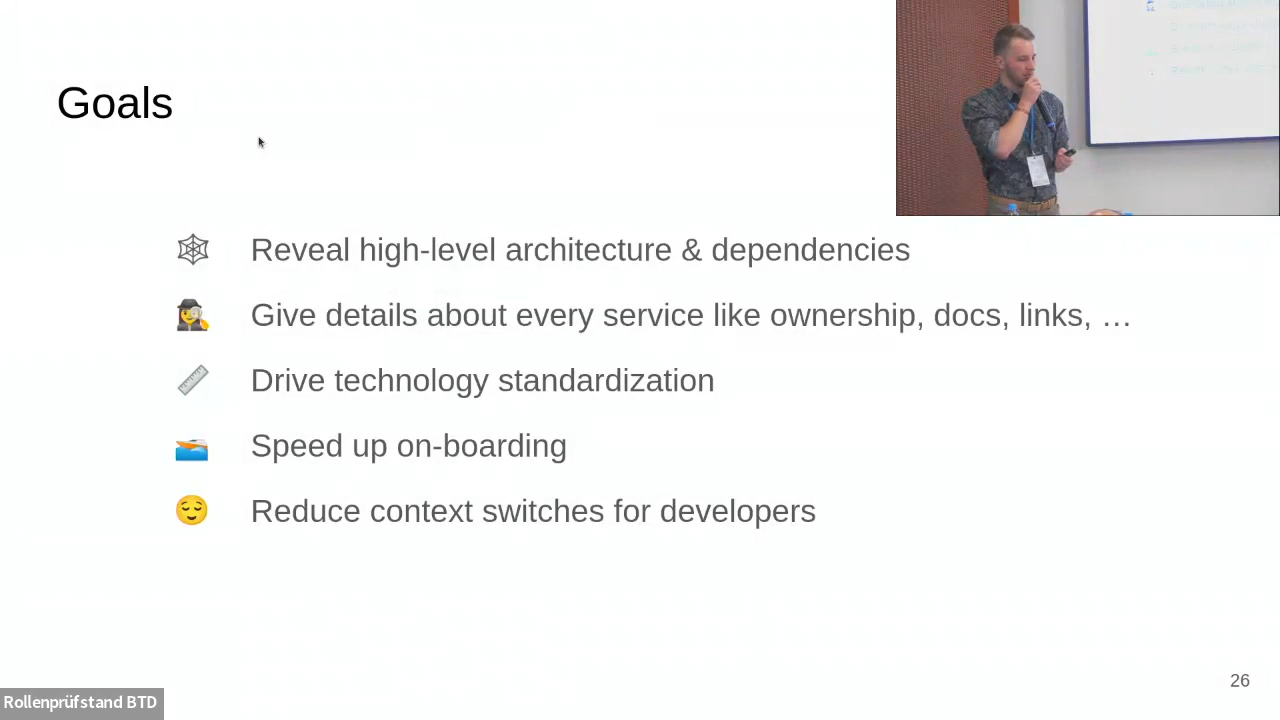 Goals
Reveal high-level architecture & dependencies
Give details about every service like ownership, docs, links, …
Drive technology standardization
Speed up on-boarding
Reduce context switches for developers
26
Rollenprüfstand BTD